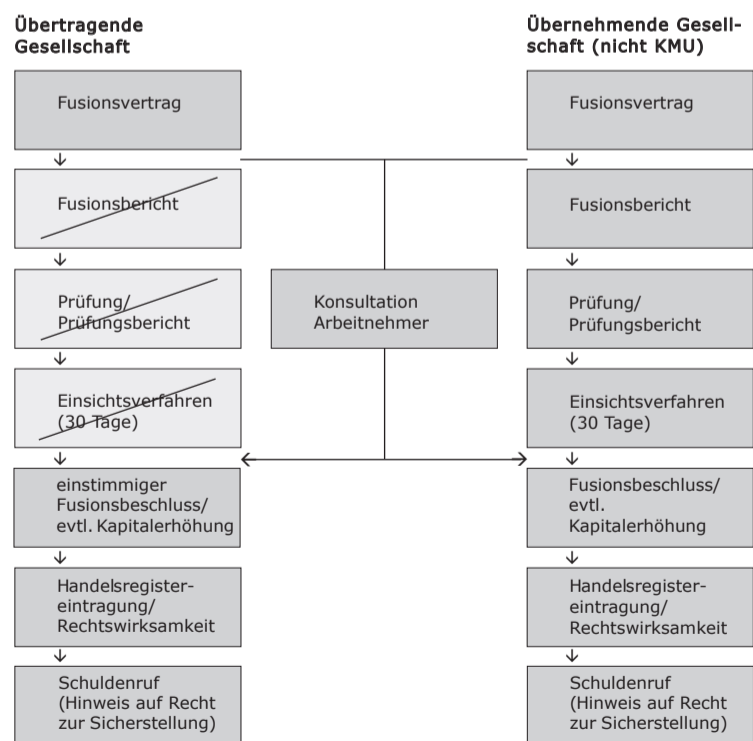 Übertragende
Gesellschaft
Fusionsvertrag
Fusionsbericht
Prüfung/
Prüfungsbericht
Einsichtsverfahren
(30 Tage)
einstimmiger
Fusionsbeschluss/
evtl. Kapitalerhöhung
Handelsregister-
eintragung/
Rechtswirksamkeit
Schuldenruf
(Hinweis auf Recht
zur Sicherstellung)
Konsultation
Arbeitnehmer
Übernehmende Gesell-
schaft (nicht KMU)
Fusionsvertrag
Fusionsbericht
Prüfung/
Prüfungsbericht
Einsichtsverfahren
(30 Tage)
Fusionsbeschluss/
evtl.
Kapitalerhöhung
Handelsregister-
eintragung/
Rechtswirksamkeit
Schuldenruf
(Hinweis auf Recht
zur Sicherstellung)